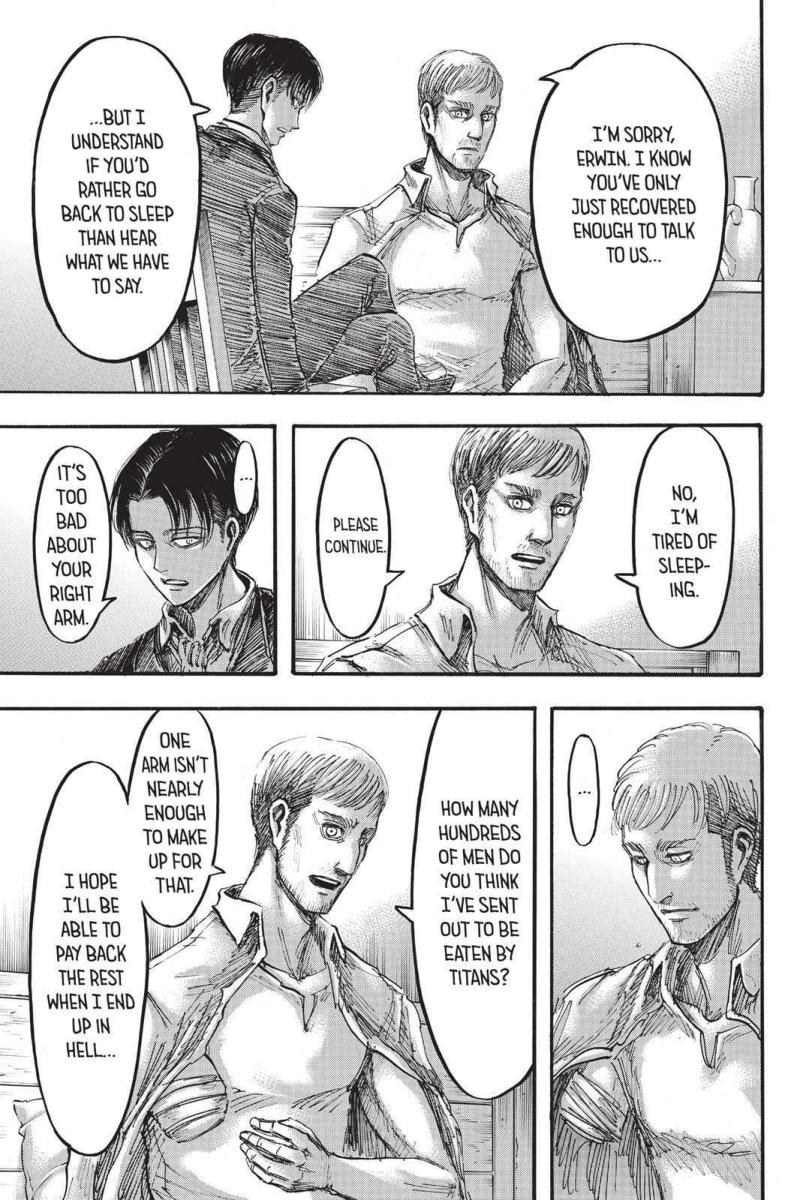 I'M SORRY,
ERWIN. I KNOW
YOU'VE ONLY
JUST RECOVERED
ENOUGH TO TALK
TO US...
...BUT I
UNDERSTAND
IF YOU'D
RATHER GO
BACK TO SLEEP
THAN HEAR
WHAT WE HAVE
TO SAY.
NO,
I'M
TIRED OF
SLEEP-
ING.
PLEASE
CONTINUE.
...
IT'S
TOO
BAD
ABOUT
YOUR
RIGHT
ARM.
...
HOW MANY
HUNDREDS
OF MEN DO
YOU THINK
I'VE SENT
OUT TO BE
EATEN BY
TITANS?
ONE
ARM ISN'T
NEARLY
ENOUGH
TO MAKE
UP FOR
THAT.
I HOPE
I'LL BE
ABLE TO
PAY BACK
THE REST
WHEN I END
UP IN
HELL...